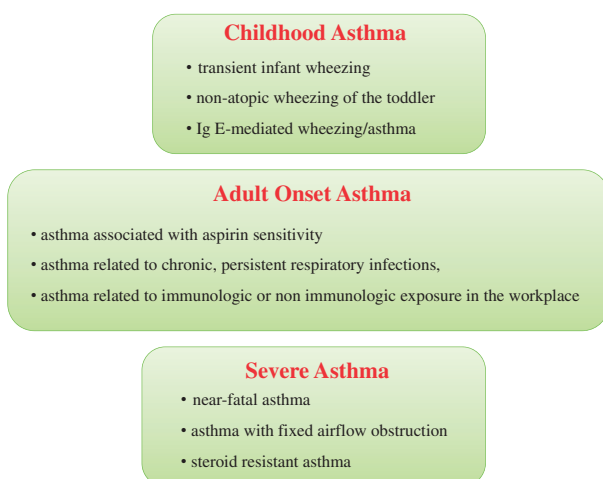 Childhood Asthma
• transient infant wheezing
• non-atopic wheezing of the toddler
• Ig E-mediated wheezing/asthma
Adult Onset Asthma
• asthma associated with aspirin sensitivity
• asthma related to chronic, persistent respiratory infections,
• asthma related to immunologic or non immunologic exposure in the workplace
Severe Asthma
• near-fatal asthma
• asthma with fixed airflow obstruction
• steroid resistant asthma